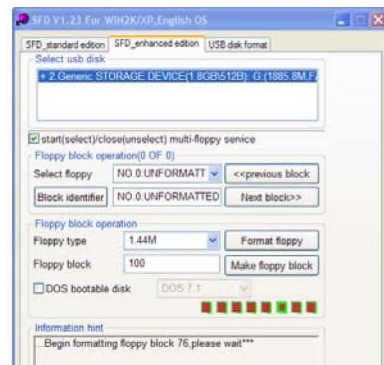 SFD V1.23 For WIN2K/XP,English OS
SFD_standard edtion SFD_enhanced edition USB disk format
Select usb disk
+ 2.Generic STORAGE DEVICE(1.8GB\512B): G:(1885.8M,FA
start(select)/close(unselect) multi-floppy service
Floppy block operation(0 OF 0)
Select floppy NO.0:UNFORMATT <<previous block
Block identifier NO.0:UNFORMATTED Next block>>
Floppy block operation
Floppy type 1.44M Format floppy
Floppy block 100 Make floppy block
DOS bootable disk DOS 7.1
Information hint
...Begin formatting floppy block 76,please wait***